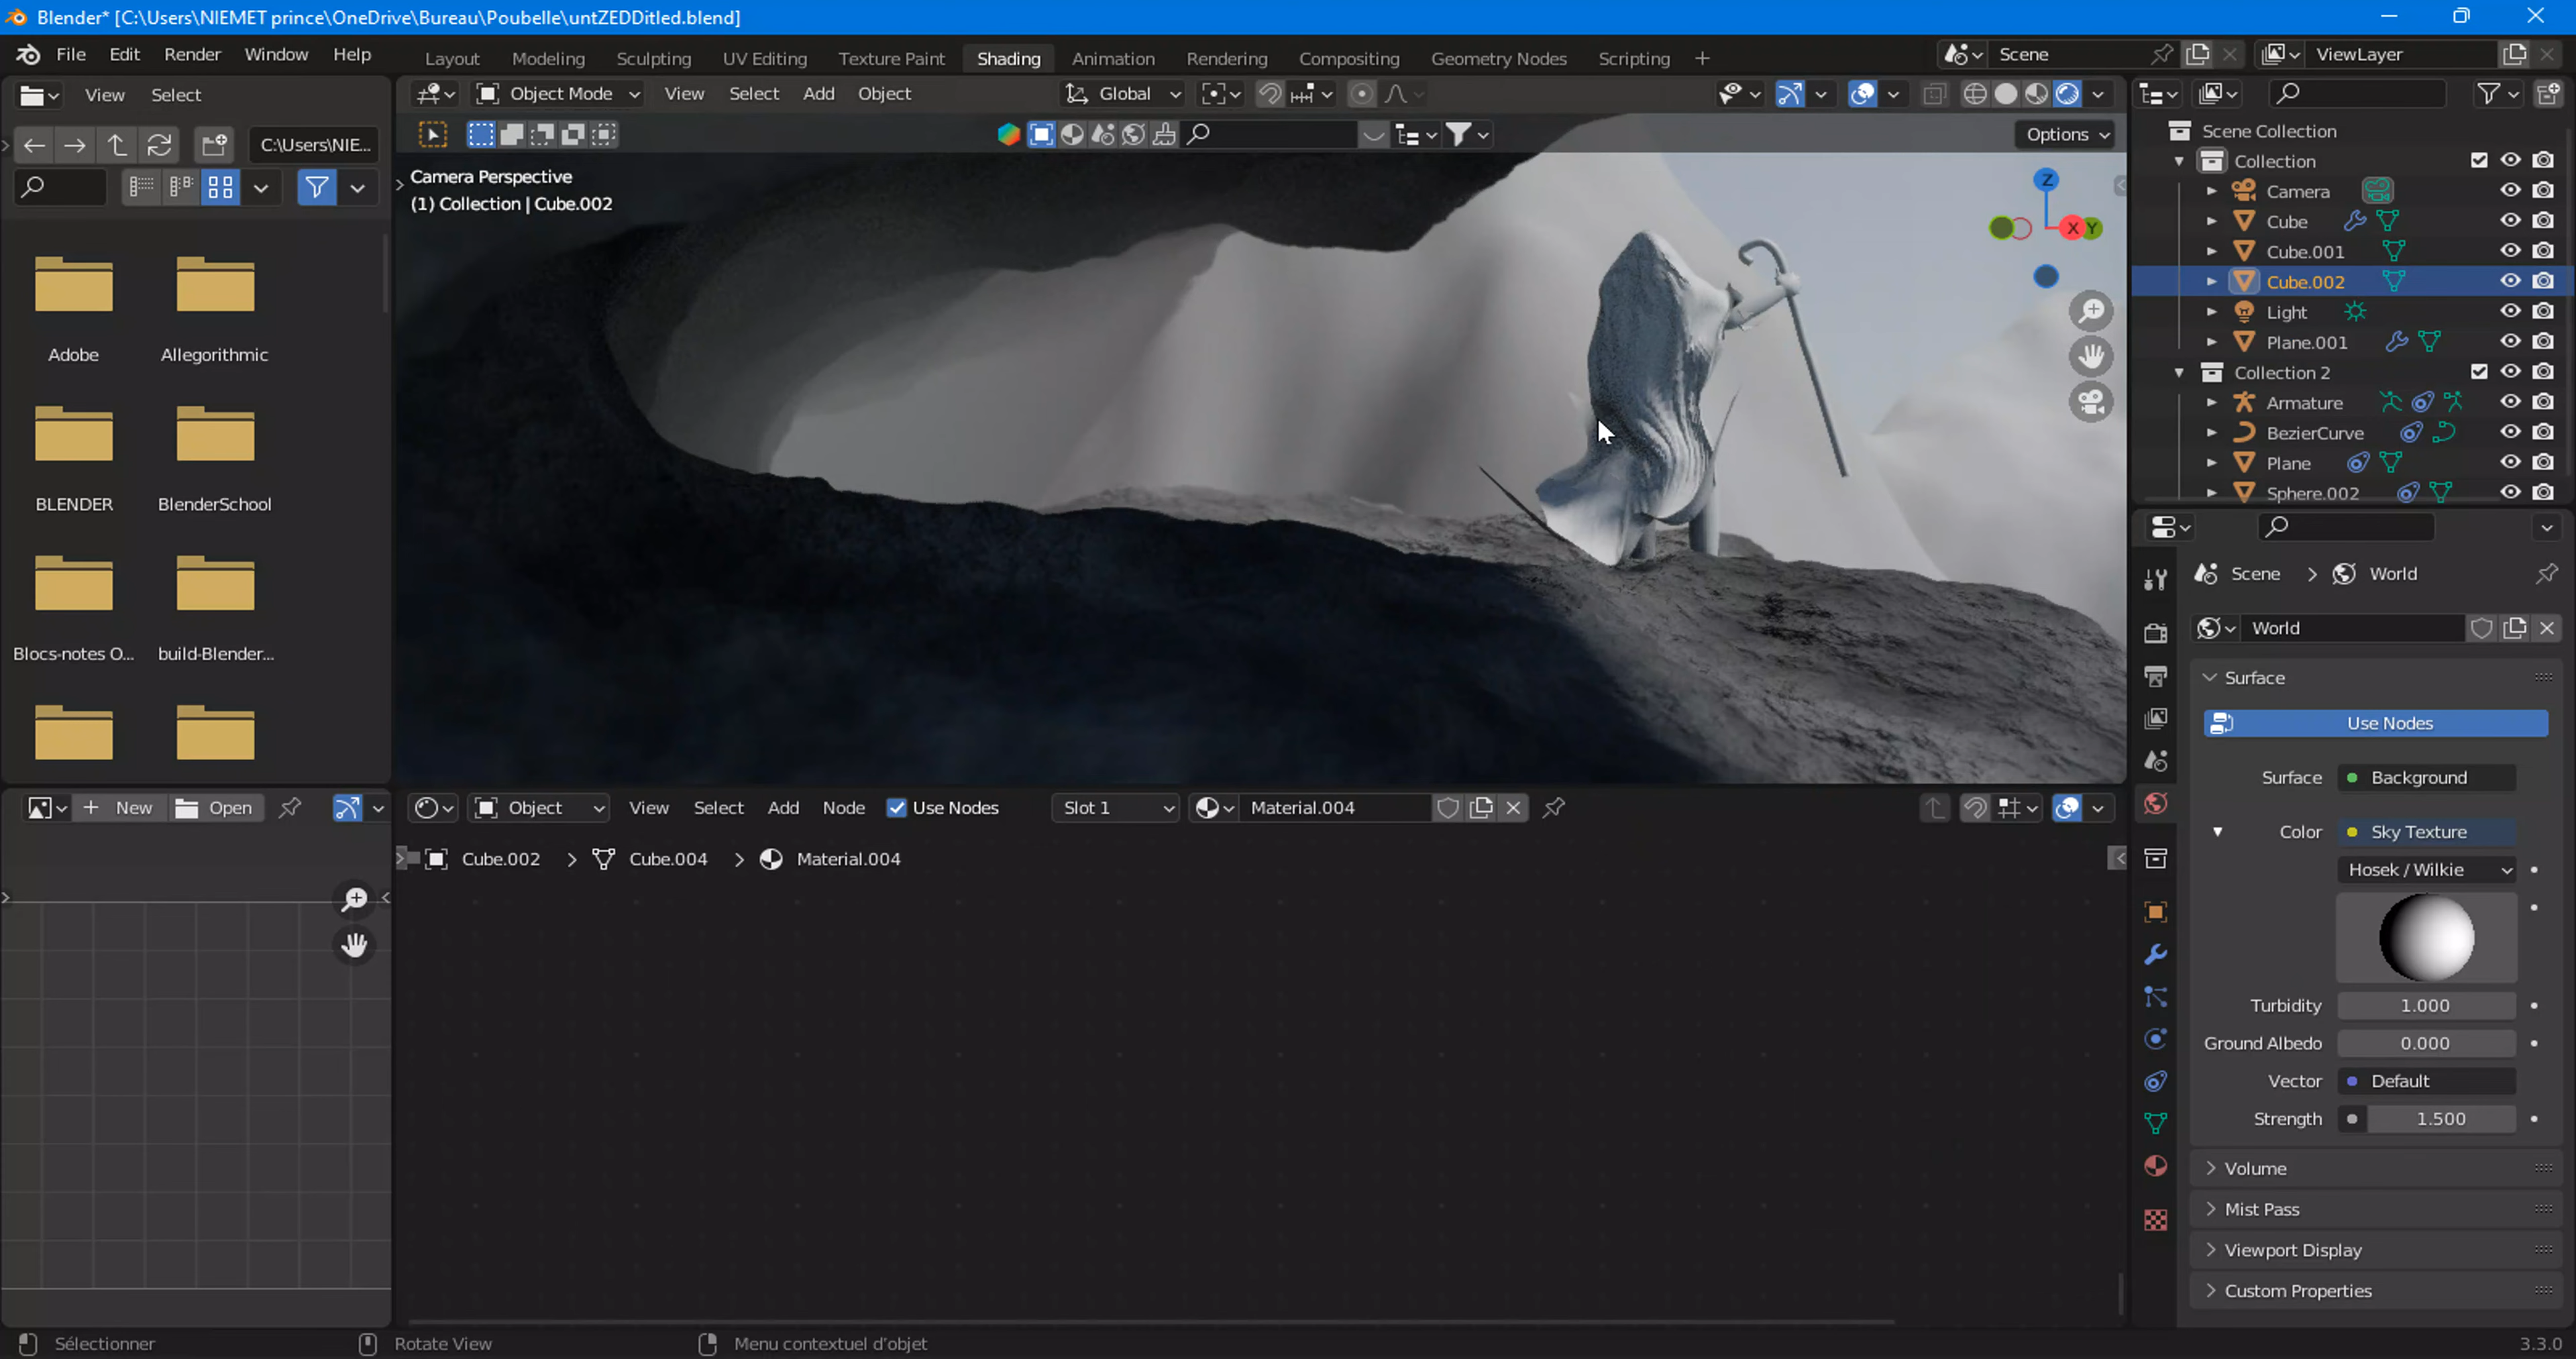 Blender* [C:\Users\NIEMET prince\OneDrive\Bureau\Poubelle\untZEDDitled.blend]
File Edit Render Window Help
Layout Modeling Sculpting UV Editing Texture Paint Shading Animation Rendering Compositing Geometry Nodes Scripting +
Scene
ViewLayer
View Select
C:\Users\NIE...
Adobe
Allegorithmic
BLENDER
BlenderSchool
Blocs-notes O...
build-Blender...
Object Mode View Select Add Object
Global
Options
Camera Perspective
(1) Collection | Cube.002
Z
X
Y
Scene Collection
Collection
Camera
Cube
Cube.001
Cube.002
Light
Plane.001
Collection 2
Armature
BezierCurve
Plane
Sphere.002
Scene > World
World
Surface
Use Nodes
Surface Background
Color Sky Texture
Hosek / Wilkie
Turbidity 1.000
Ground Albedo 0.000
Vector Default
Strength 1.500
Volume
Mist Pass
Viewport Display
Custom Properties
+ New Open
Object View Select Add Node Use Nodes Slot 1 Material.004
Cube.002 > Cube.004 > Material.004
Sélectionner
Rotate View
Menu contextuel d'objet
3.3.0